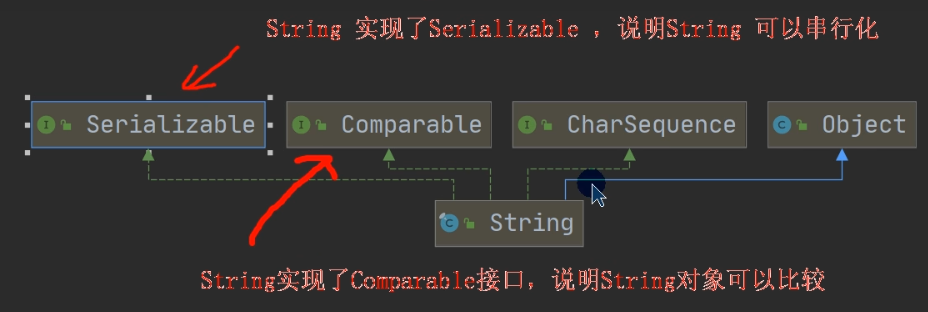 String 实现了Serializable ，说明String 可以串行化
Serializable
Comparable
CharSequence
Object
String
String实现了Comparable接口，说明String对象可以比较